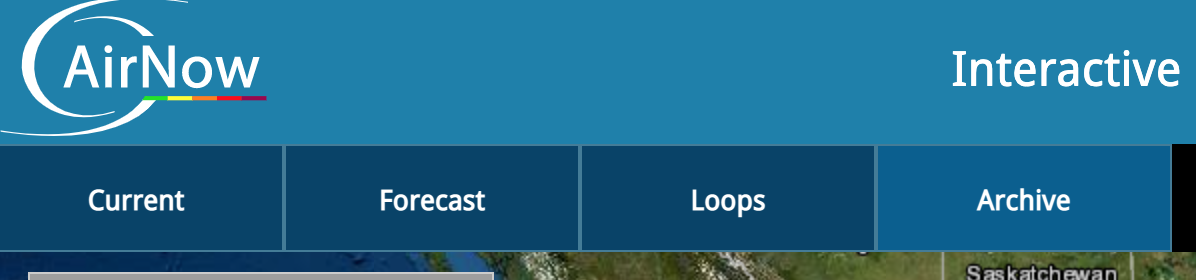 AirNow
Interactive
Current
Forecast
Loops
Archive
Saskatchewan